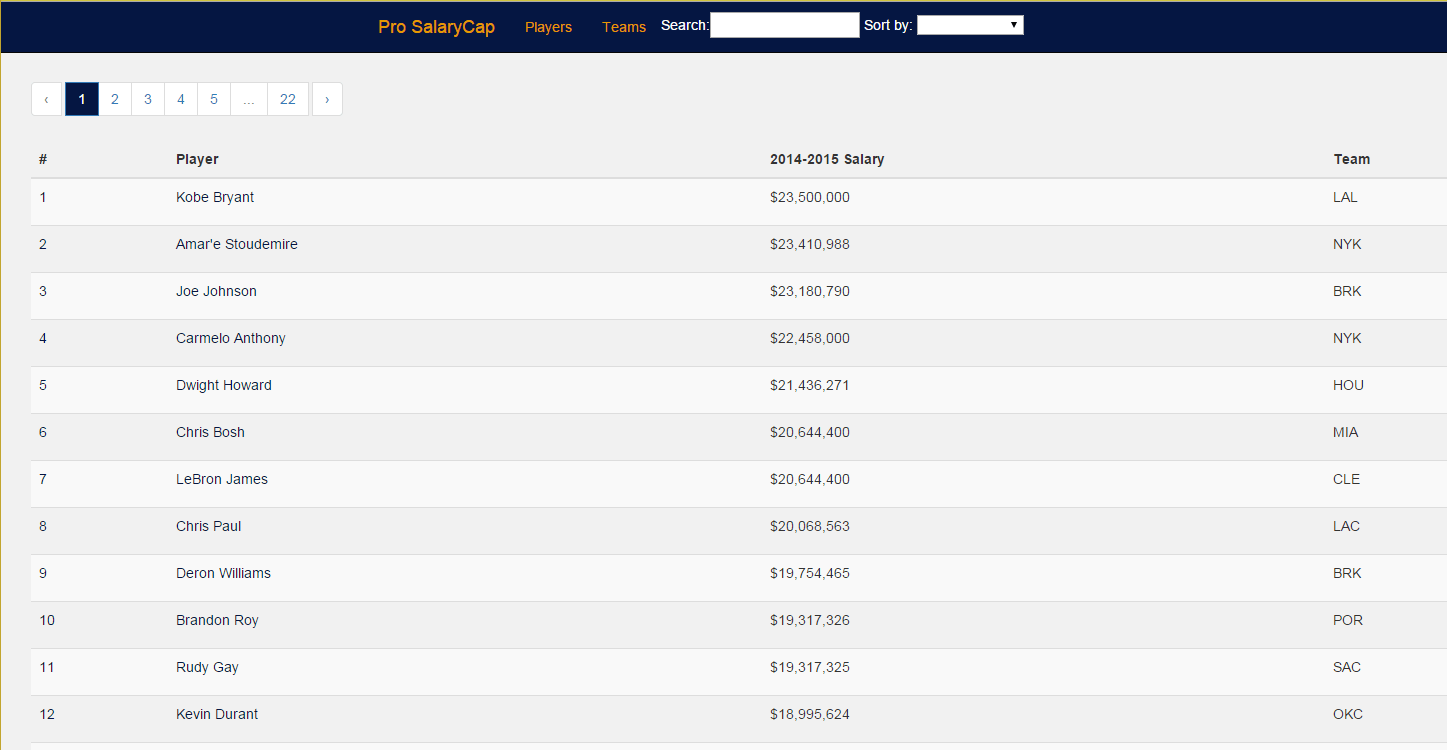 Pro SalaryCap Players Teams Search: Sort by:
‹ 1 2 3 4 5 ... 22 ›
# Player 2014-2015 Salary Team
1 Kobe Bryant $23,500,000 LAL
2 Amar'e Stoudemire $23,410,988 NYK
3 Joe Johnson $23,180,790 BRK
4 Carmelo Anthony $22,458,000 NYK
5 Dwight Howard $21,436,271 HOU
6 Chris Bosh $20,644,400 MIA
7 LeBron James $20,644,400 CLE
8 Chris Paul $20,068,563 LAC
9 Deron Williams $19,754,465 BRK
10 Brandon Roy $19,317,326 POR
11 Rudy Gay $19,317,325 SAC
12 Kevin Durant $18,995,624 OKC